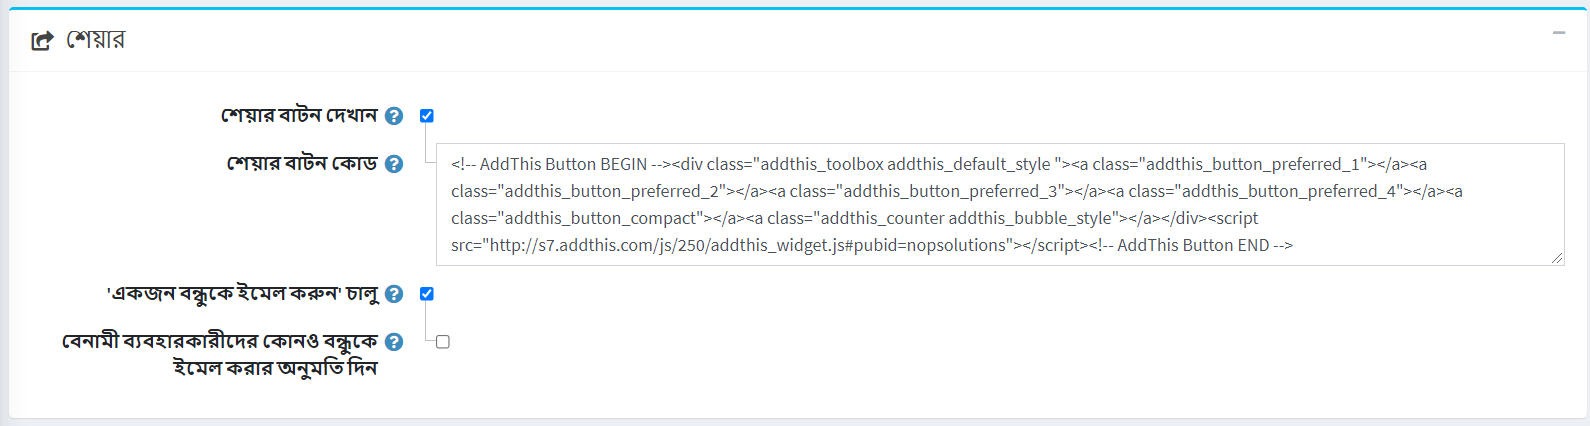 শেয়ার
শেয়ার বাটন দেখান
শেয়ার বাটন কোড
<!-- AddThis Button BEGIN --><div class="addthis_toolbox addthis_default_style "><a class="addthis_button_preferred_1"></a><a
class="addthis_button_preferred_2"></a><a class="addthis_button_preferred_3"></a><a class="addthis_button_preferred_4"></a><a
class="addthis_button_compact"></a><a class="addthis_counter addthis_bubble_style"></a></div><script
src="http://s7.addthis.com/js/250/addthis_widget.js#pubid=nopsolutions"></script><!-- AddThis Button END -->
'একজন বন্ধুকে ইমেল করুন' চালু
বেনামী ব্যবহারকারীদের কোনও বন্ধুকে
ইমেল করার অনুমতি দিন